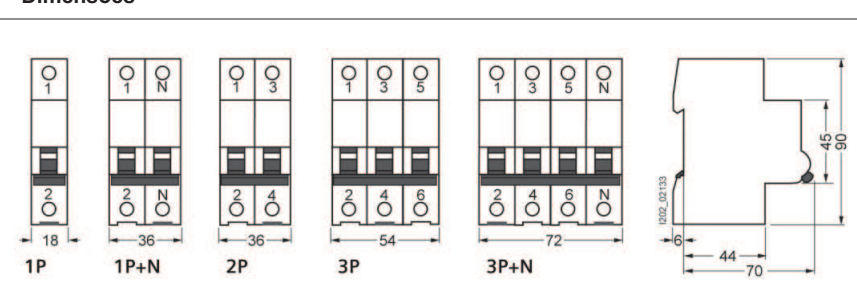 1 1 N 1 3 1 3 5 1 3 5 N
2 2 N 2 4 2 4 6 2 4 6 N
45
90
I202_02133
18 36 36 54 72 6
44
70
1P 1P+N 2P 3P 3P+N